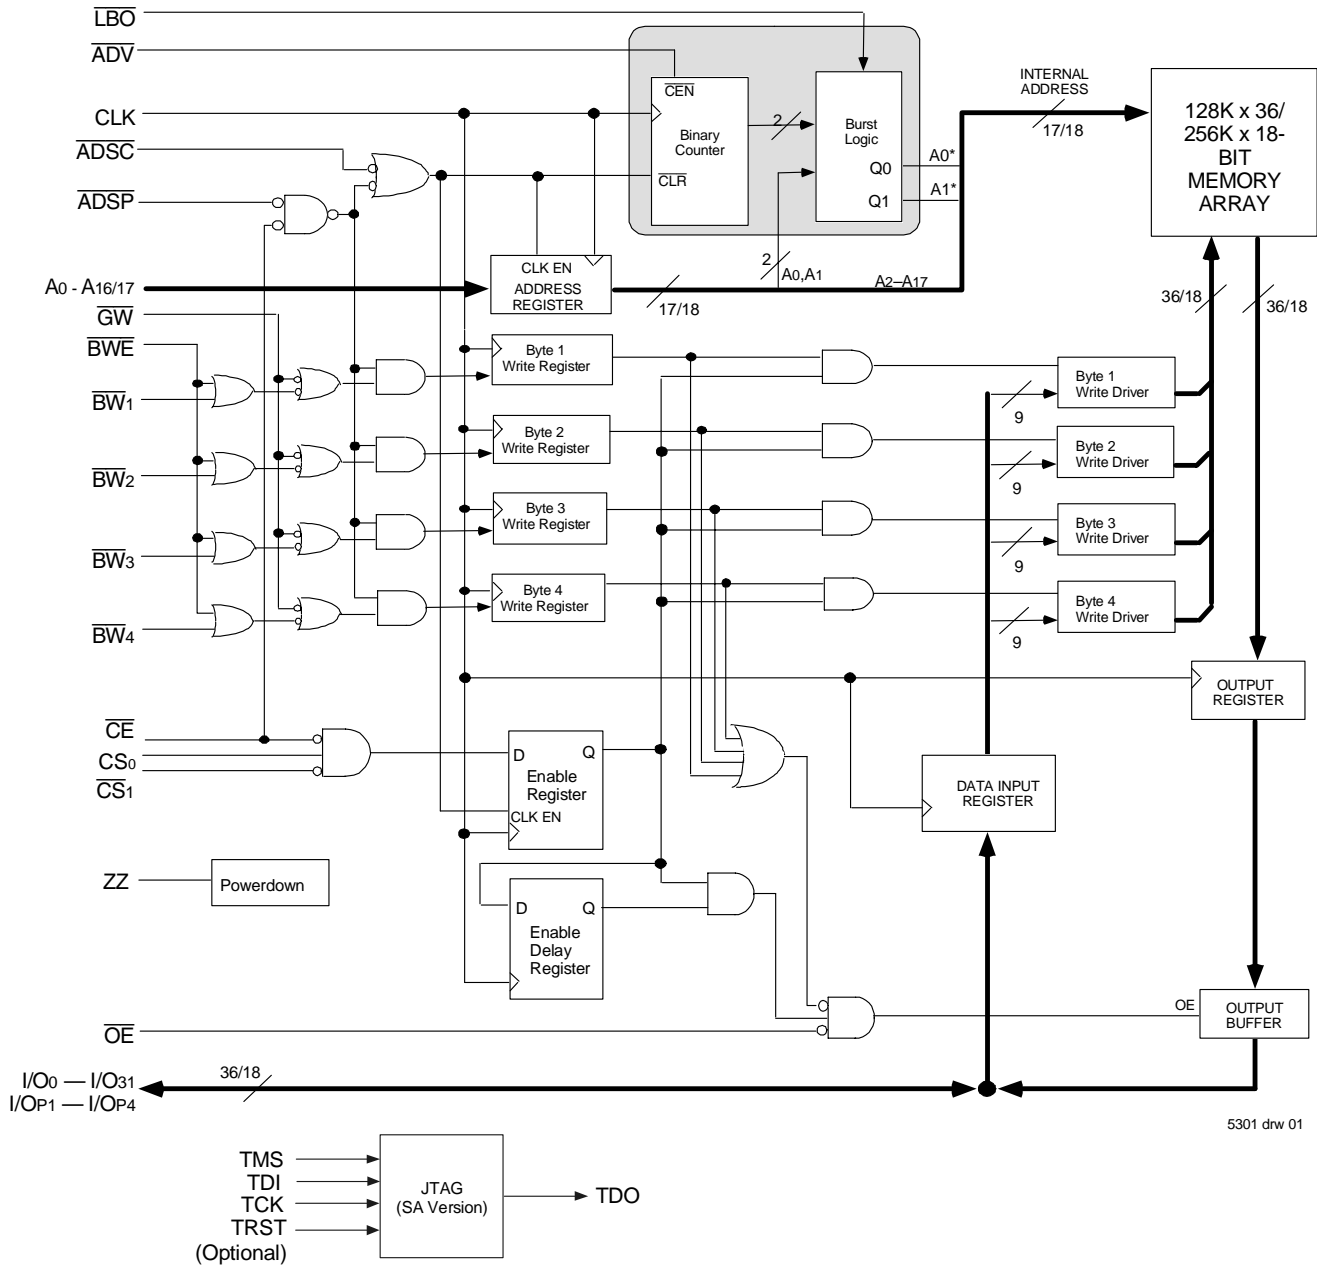 LBO
ADV
CLK
ADSC
ADSP
A0 - A16/17
GW
BWE
BW1
BW2
BW3
BW4
CE
CS0
CS1
ZZ
Powerdown
OE
I/O0 — I/O31
I/OP1 — I/OP4
36/18
CEN
Binary
Counter
CLR
2
Burst
Logic
Q0
Q1
A0*
A1*
2
A0,A1
A2–A17
CLK EN
ADDRESS
REGISTER
17/18
INTERNAL
ADDRESS
17/18
128K x 36/
256K x 18-
BIT
MEMORY
ARRAY
36/18
36/18
Byte 1
Write Register
Byte 2
Write Register
Byte 3
Write Register
Byte 4
Write Register
9
Byte 1
Write Driver
9
Byte 2
Write Driver
9
Byte 3
Write Driver
9
Byte 4
Write Driver
OUTPUT
REGISTER
D
Q
Enable
Register
CLK EN
DATA INPUT
REGISTER
D
Q
Enable
Delay
Register
OE
OUTPUT
BUFFER
5301 drw 01
TMS
TDI
TCK
TRST
(Optional)
JTAG
(SA Version)
TDO